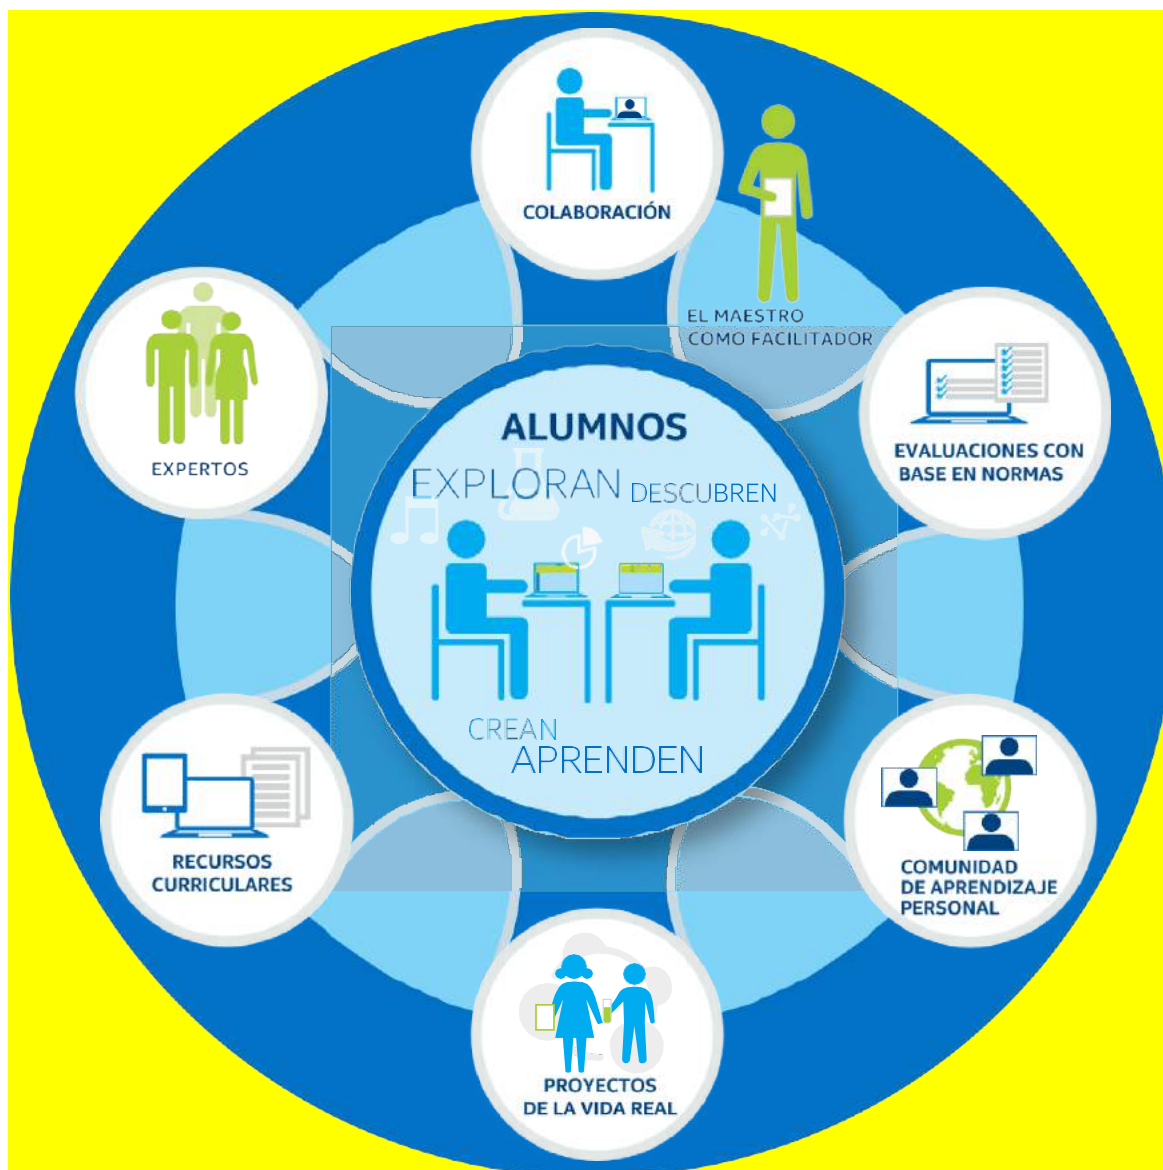 COLABORACIÓN
EL MAESTRO
COMO FACILITADOR
EXPERTOS
EVALUACIONES CON
BASE EN NORMAS
ALUMNOS
EXPLORAN DESCUBREN
CREAN
APRENDEN
RECURSOS
CURRICULARES
COMUNIDAD
DE APRENDIZAJE
PERSONAL
PROYECTOS
DE LA VIDA REAL